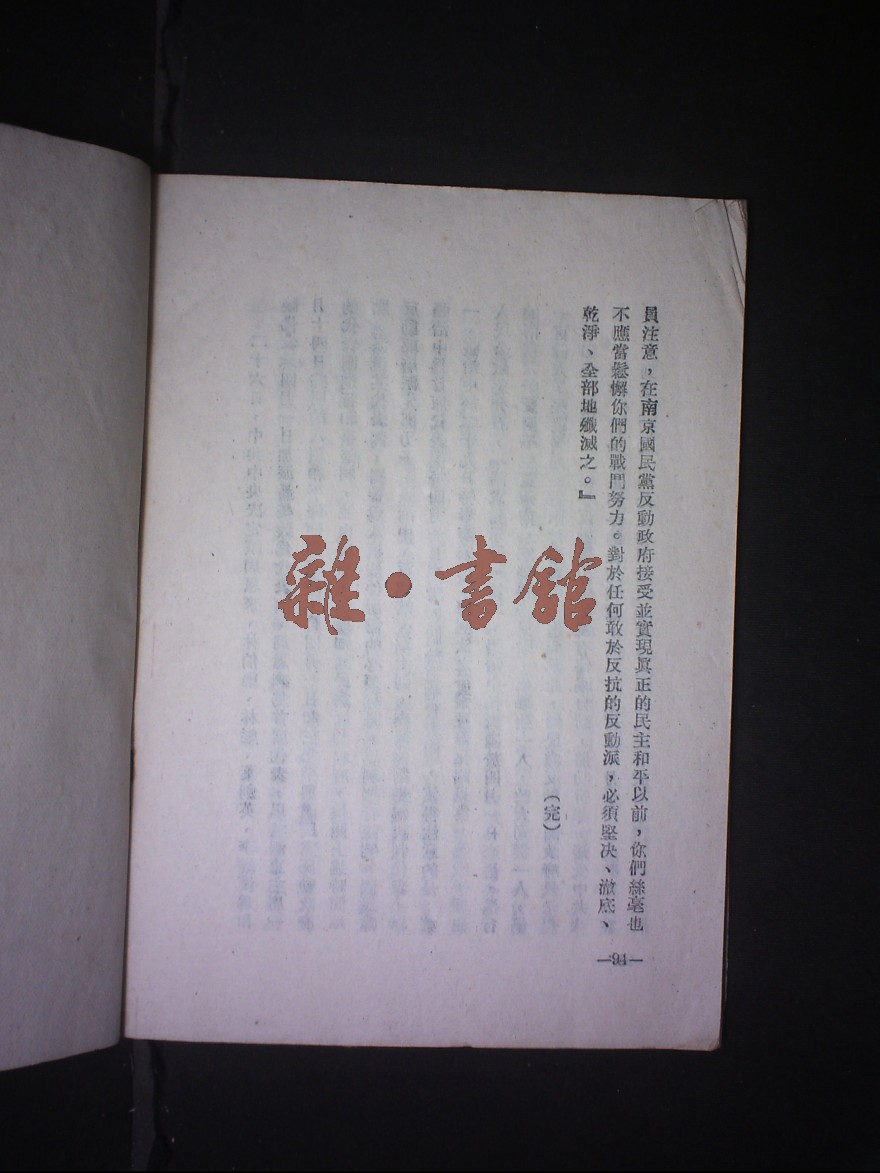 員注意，在南京國民黨反動政府接受並實現眞正的民主和平以前，你們絲毫也
不應當鬆懈你們的戰鬥努力。對於任何敢於反抗的反動派，必須堅决、澈底、
乾淨、全部地殲滅之。』
（完）
—94—
雜·書館